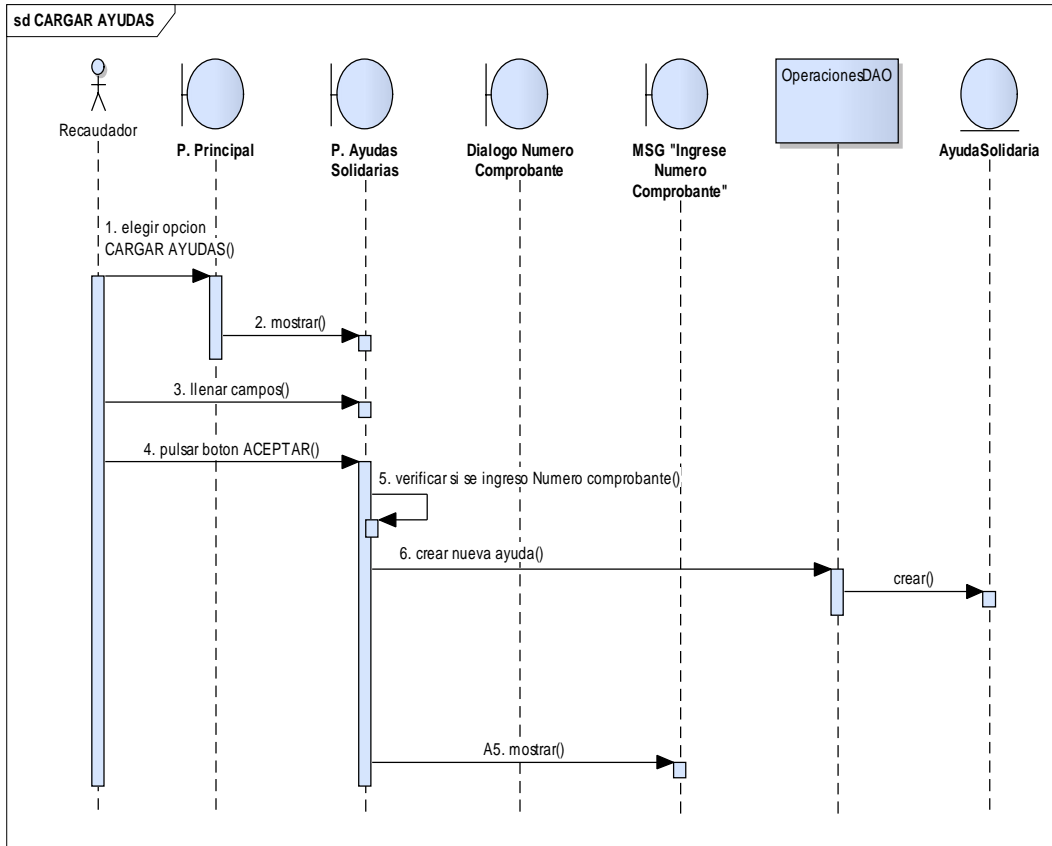 sd CARGAR AYUDAS
Recaudador
P. Principal
P. Ayudas
Solidarias
Dialogo Numero
Comprobante
MSG "Ingrese
Numero
Comprobante"
OperacionesDAO
AyudaSolidaria
1. elegir opcion
CARGAR AYUDAS()
2. mostrar()
3. llenar campos()
4. pulsar boton ACEPTAR()
5. verificar si se ingreso Numero comprobante()
6. crear nueva ayuda()
crear()
A5. mostrar()